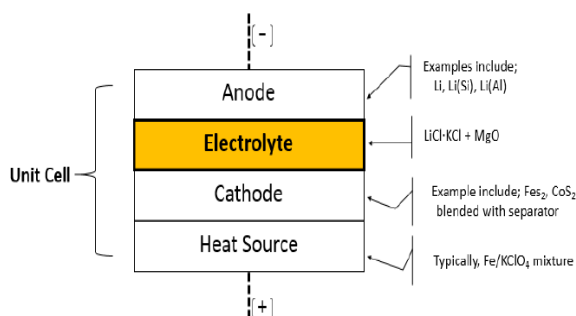 [-]
Anode
Examples include;
Li, Li(Si), Li(Al)
Electrolyte
LiCl·KCl + MgO
Unit Cell
Cathode
Example include; Fes₂, CoS₂
blended with separator
Heat Source
Typically, Fe/KClO₄ mixture
[+]